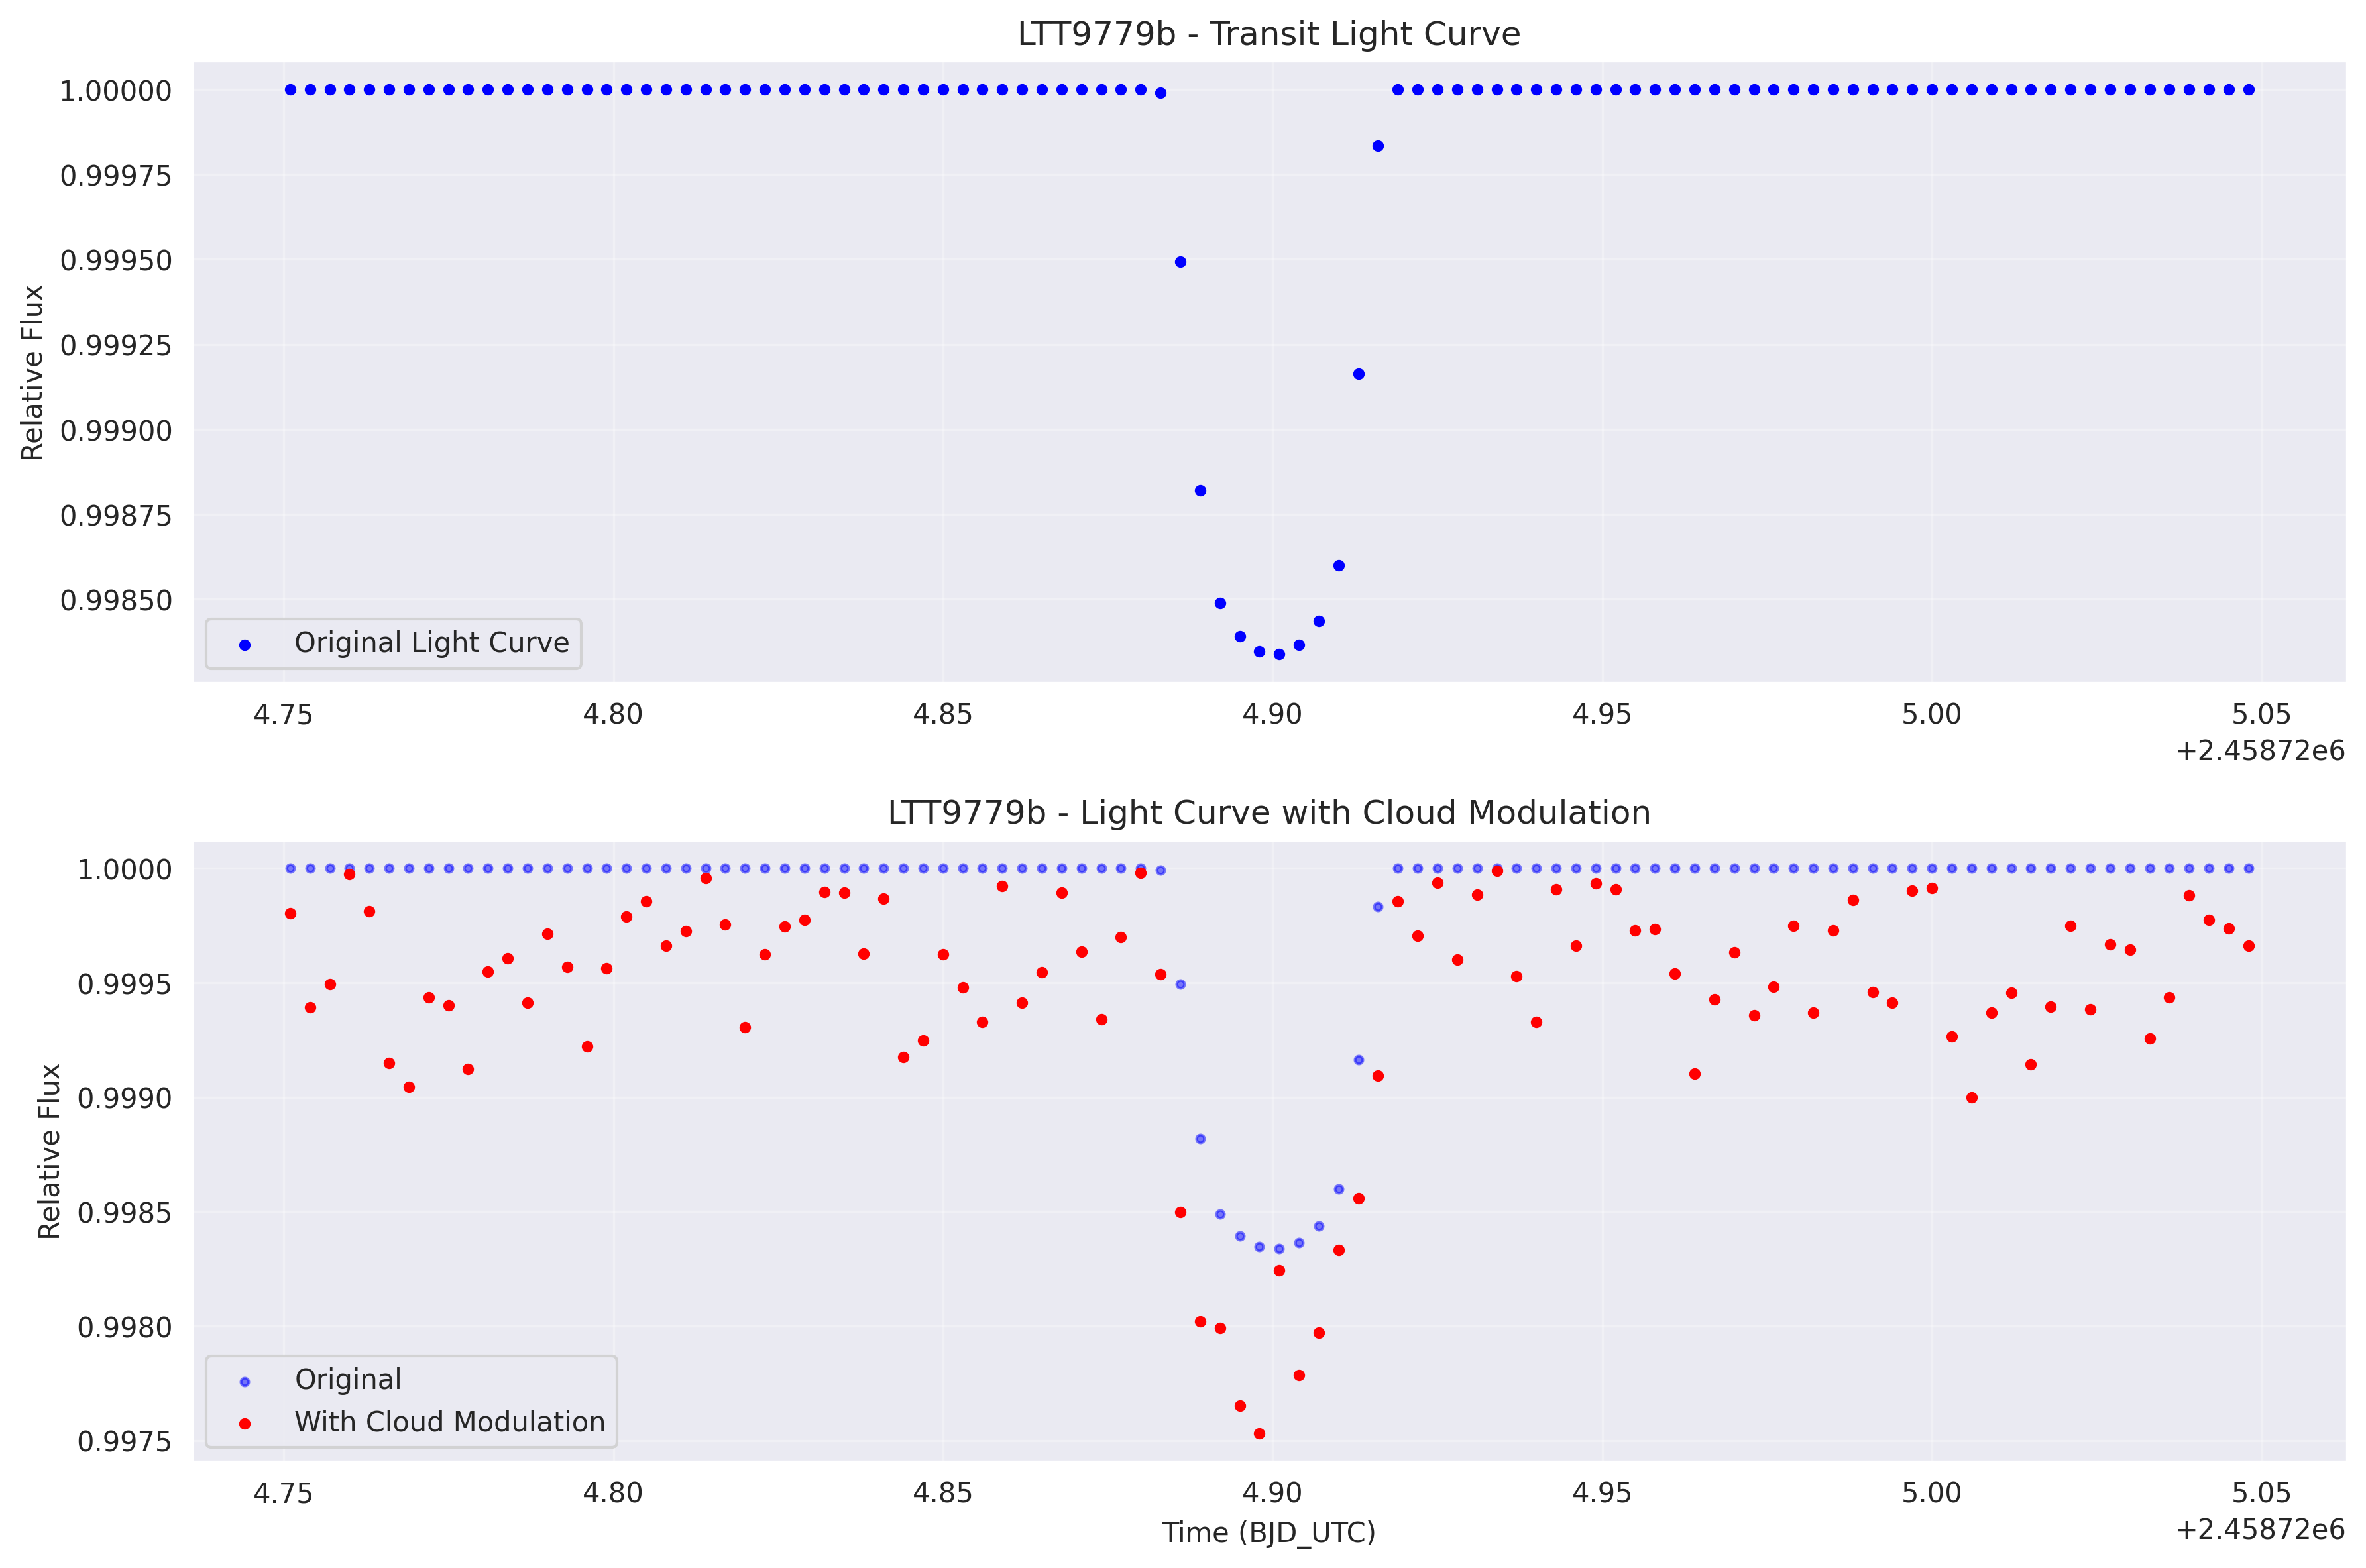 LTT9779b - Transit Light Curve
Relative Flux
1.00000
0.99975
0.99950
0.99925
0.99900
0.99875
0.99850
Original Light Curve
4.75 4.80 4.85 4.90 4.95 5.00 5.05
+2.45872e6
LTT9779b - Light Curve with Cloud Modulation
Relative Flux
1.0000
0.9995
0.9990
0.9985
0.9980
0.9975
Original
With Cloud Modulation
4.75 4.80 4.85 4.90 4.95 5.00 5.05
Time (BJD_UTC)
+2.45872e6